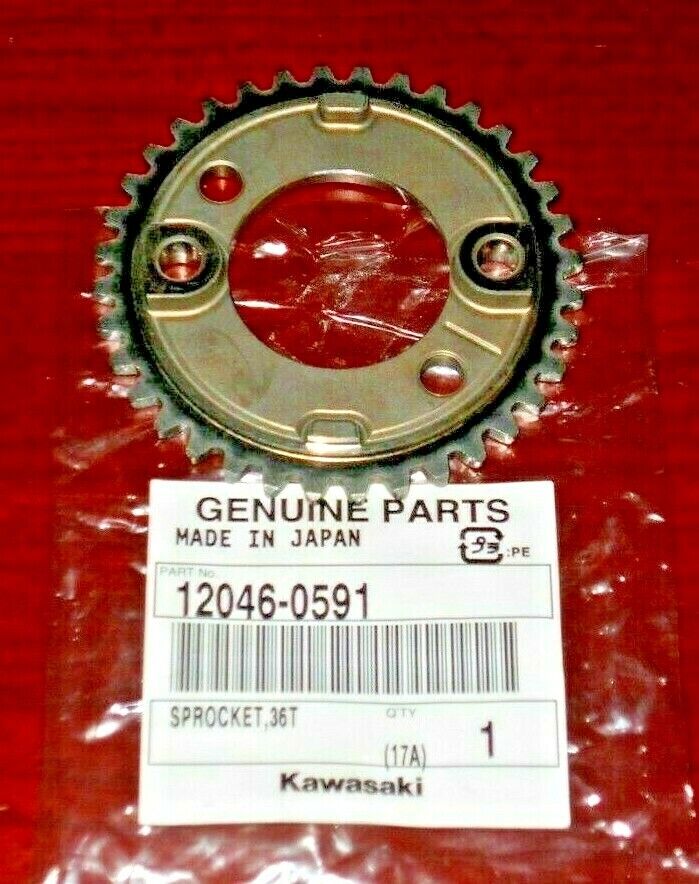 GENUINE PARTS
MADE IN JAPAN
プラ
:PE
PART No.
12046-0591
SPROCKET,36T
Q'TY
(17A)
1
Kawasaki